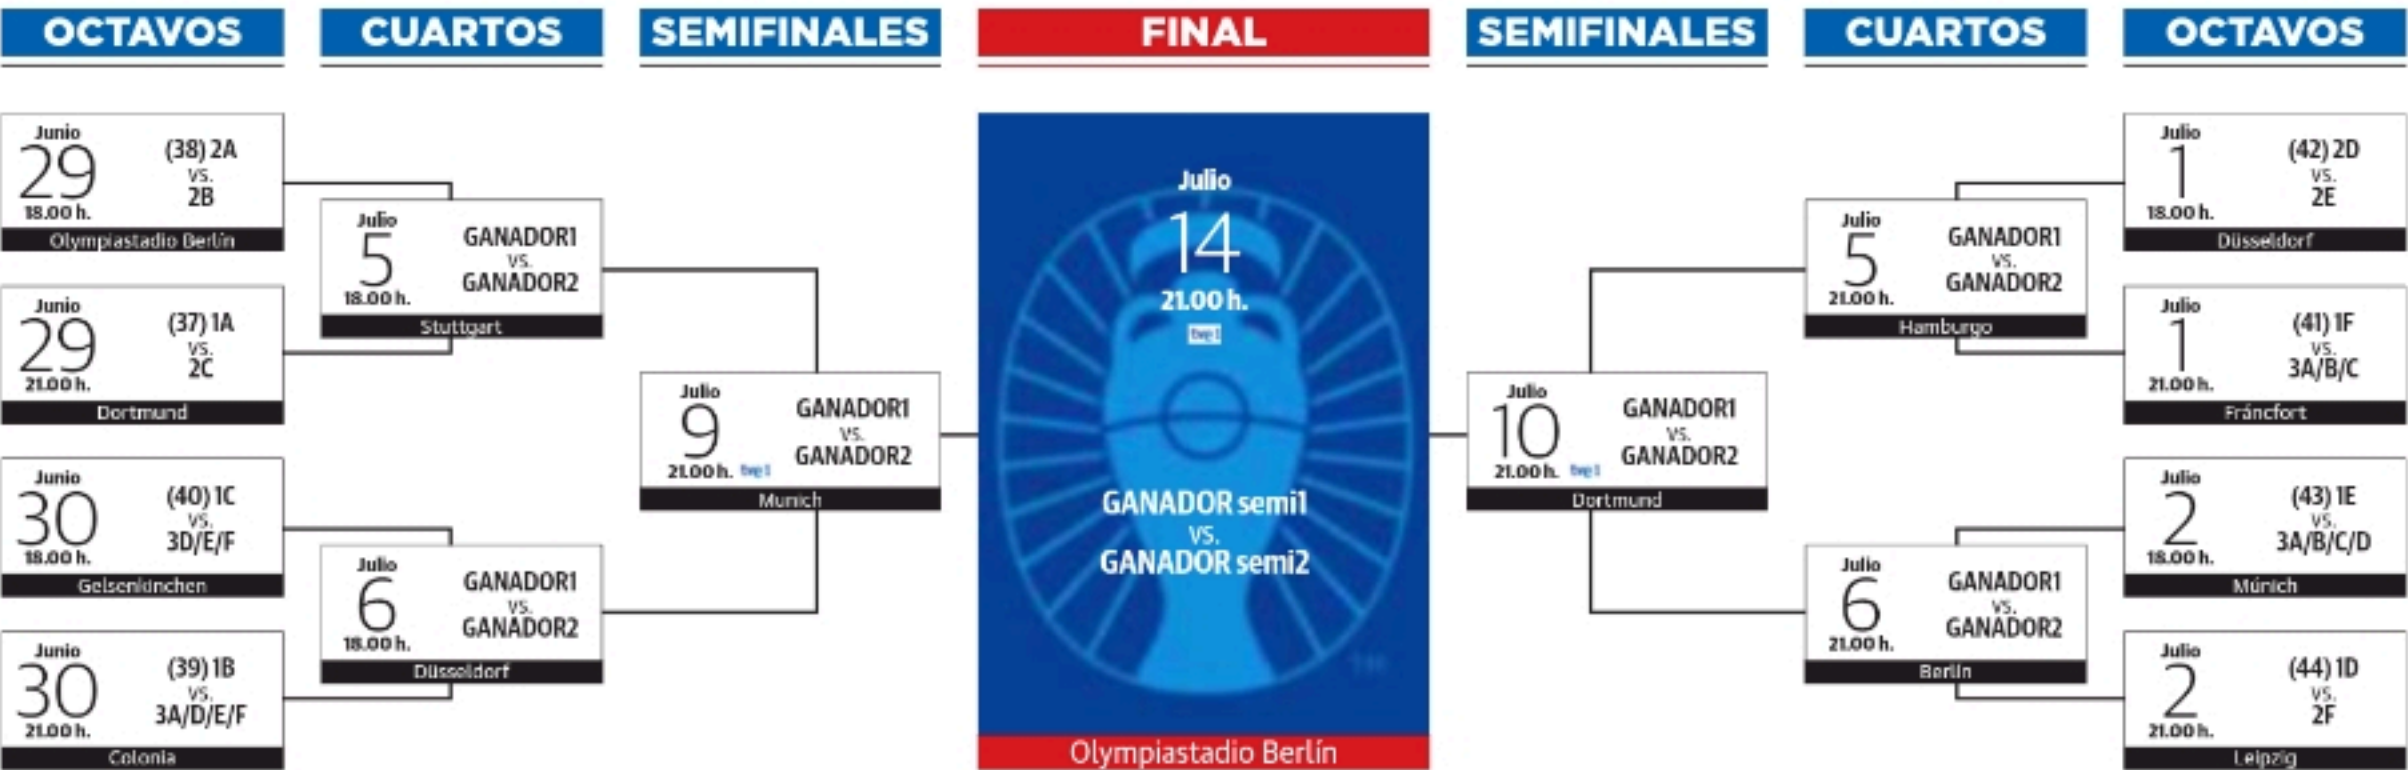 OCTAVOS
CUARTOS
SEMIFINALES
FINAL
SEMIFINALES
CUARTOS
OCTAVOS
Junio
29
18.00 h.
(38) 2A
VS.
2B
Olympiastadio Berlín
Junio
29
21.00 h.
(37) 1A
VS.
2C
Dortmund
Junio
30
18.00 h.
(40) 1C
VS.
3D/E/F
Gelsenkinchen
Junio
30
21.00 h.
(39) 1B
VS.
3A/D/E/F
Colonia
Julio
5
18.00 h.
GANADOR1
VS.
GANADOR2
Stuttgart
Julio
6
18.00 h.
GANADOR1
VS.
GANADOR2
Düsseldorf
Julio
9
21.00 h. tve1
GANADOR1
VS.
GANADOR2
Munich
Julio
14
21.00 h.
tve1
GANADOR semi1
VS.
GANADOR semi2
Olympiastadio Berlín
Julio
10
21.00 h. tve1
GANADOR1
VS.
GANADOR2
Dortmund
Julio
5
21.00 h.
GANADOR1
VS.
GANADOR2
Hamburgo
Julio
6
21.00 h.
GANADOR1
VS.
GANADOR2
Berlín
Julio
1
18.00 h.
(42) 2D
VS.
2E
Düsseldorf
Julio
1
21.00 h.
(41) 1F
VS.
3A/B/C
Fráncfort
Julio
2
18.00 h.
(43) 1E
VS.
3A/B/C/D
Múnich
Julio
2
21.00 h.
(44) 1D
VS.
2F
Leipzig